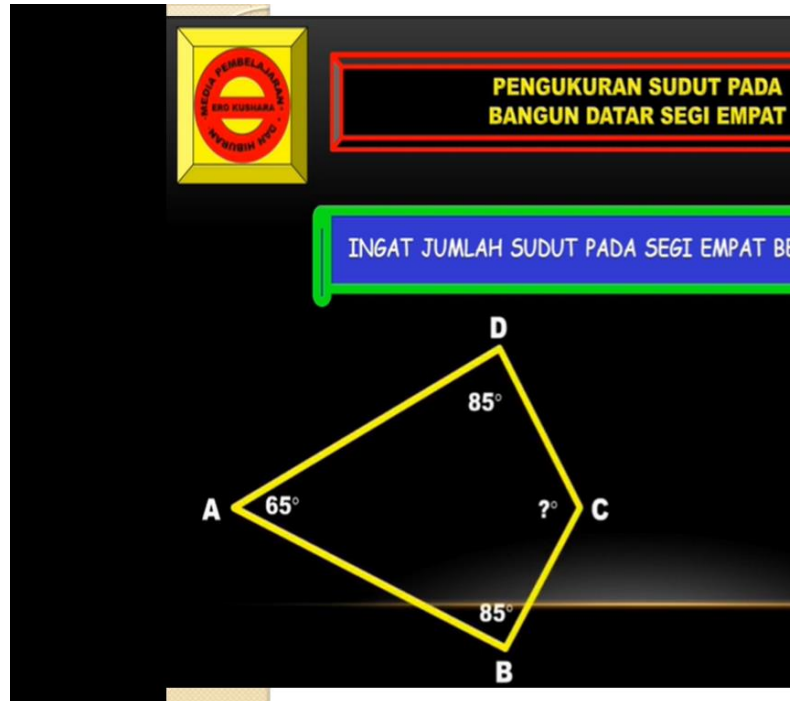 MEDIA PEMBELAJARAN
ERO KUSHARA
DAN HIBURAN
PENGUKURAN SUDUT PADA
BANGUN DATAR SEGI EMPAT
INGAT JUMLAH SUDUT PADA SEGI EMPAT
D
85°
A
65°
?°
C
85°
B